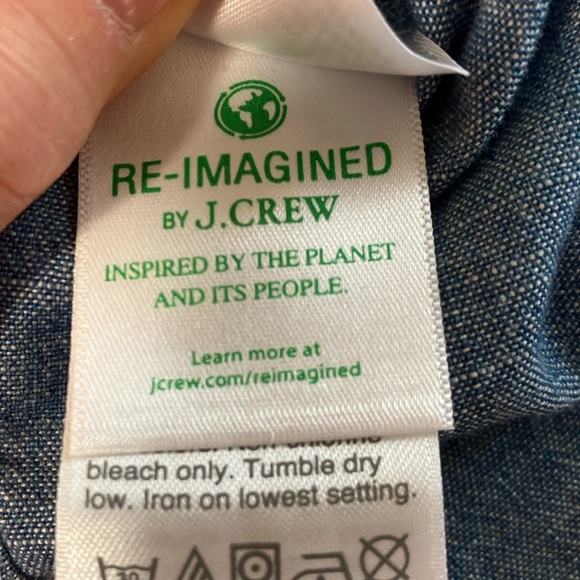 RE-IMAGINED
BY J.CREW
INSPIRED BY THE PLANET
AND ITS PEOPLE.
Learn more at
jcrew.com/reimagined
bleach only. Tumble dry
low. Iron on lowest setting.